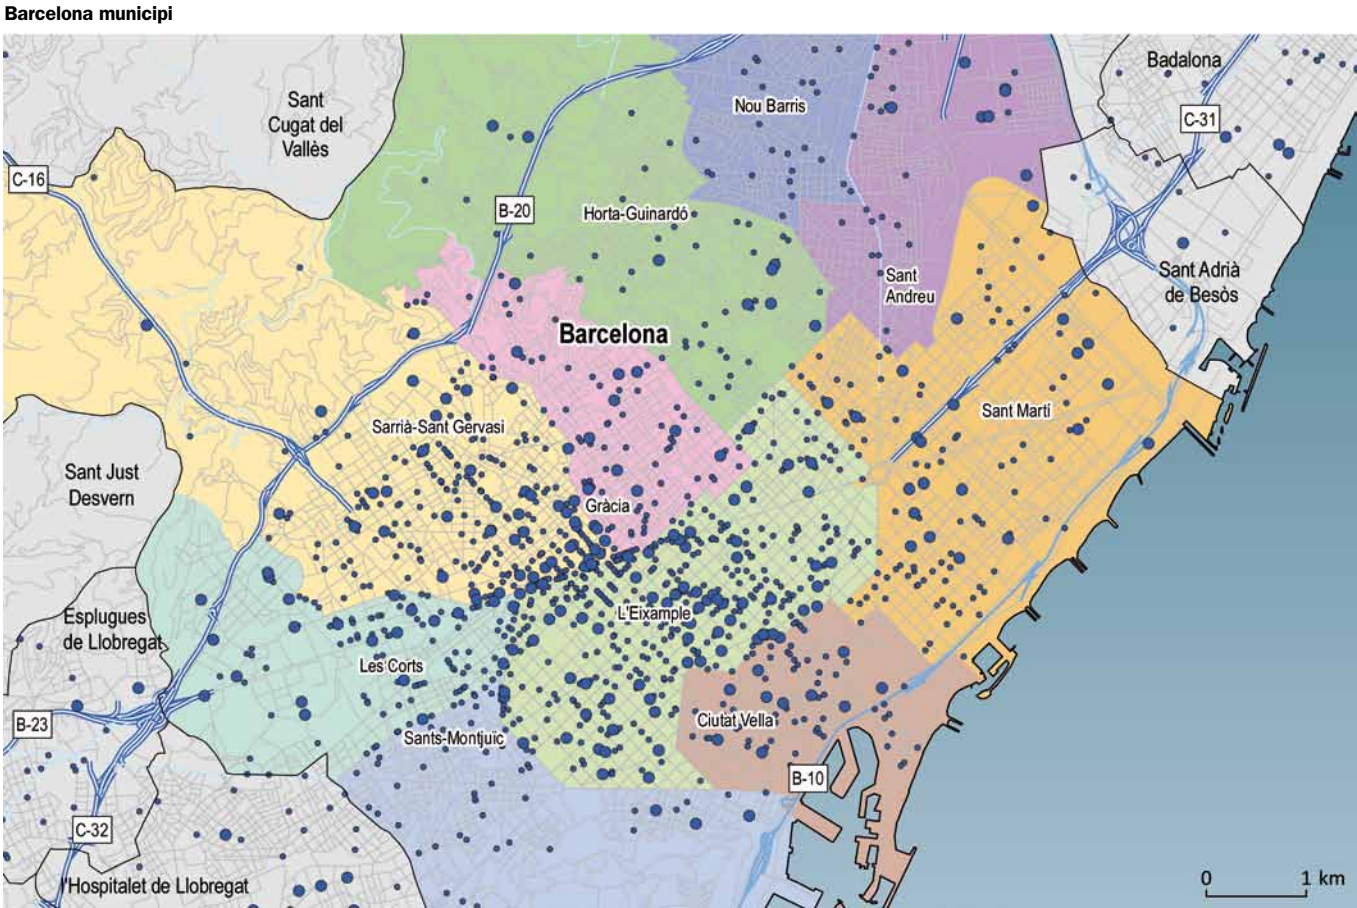 Barcelona municipi
Badalona
Sant
Cugat del
Vallès
Nou Barris
C-31
C-16
B-20
Horta-Guinardó
Sant
Andreu
Sant Adrià
de Besòs
Barcelona
Sant Martí
Sarrià-Sant Gervasi
Sant Just
Desvern
Gràcia
L'Eixample
Esplugues
de Llobregat
Les Corts
B-23
Ciutat Vella
Sants-Montjuïc
B-10
C-32
l'Hospitalet de Llobregat
0 1 km